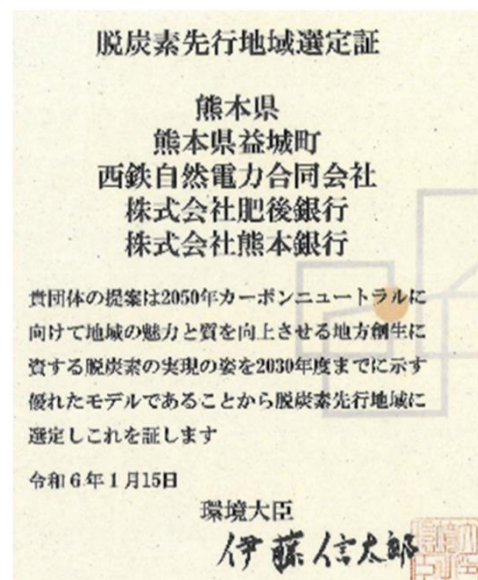 脱炭素先行地域選定証
熊本県
熊本県益城町
西鉄自然電力合同会社
株式会社肥後銀行
株式会社熊本銀行
貴団体の提案は2050年カーボンニュートラルに
向けて地域の魅力と質を向上させる地方創生に
資する脱炭素の実現の姿を2030年度までに示す
優れたモデルであることから脱炭素先行地域に
選定しこれを証します
令和6年1月15日
環境大臣
伊藤信太郎